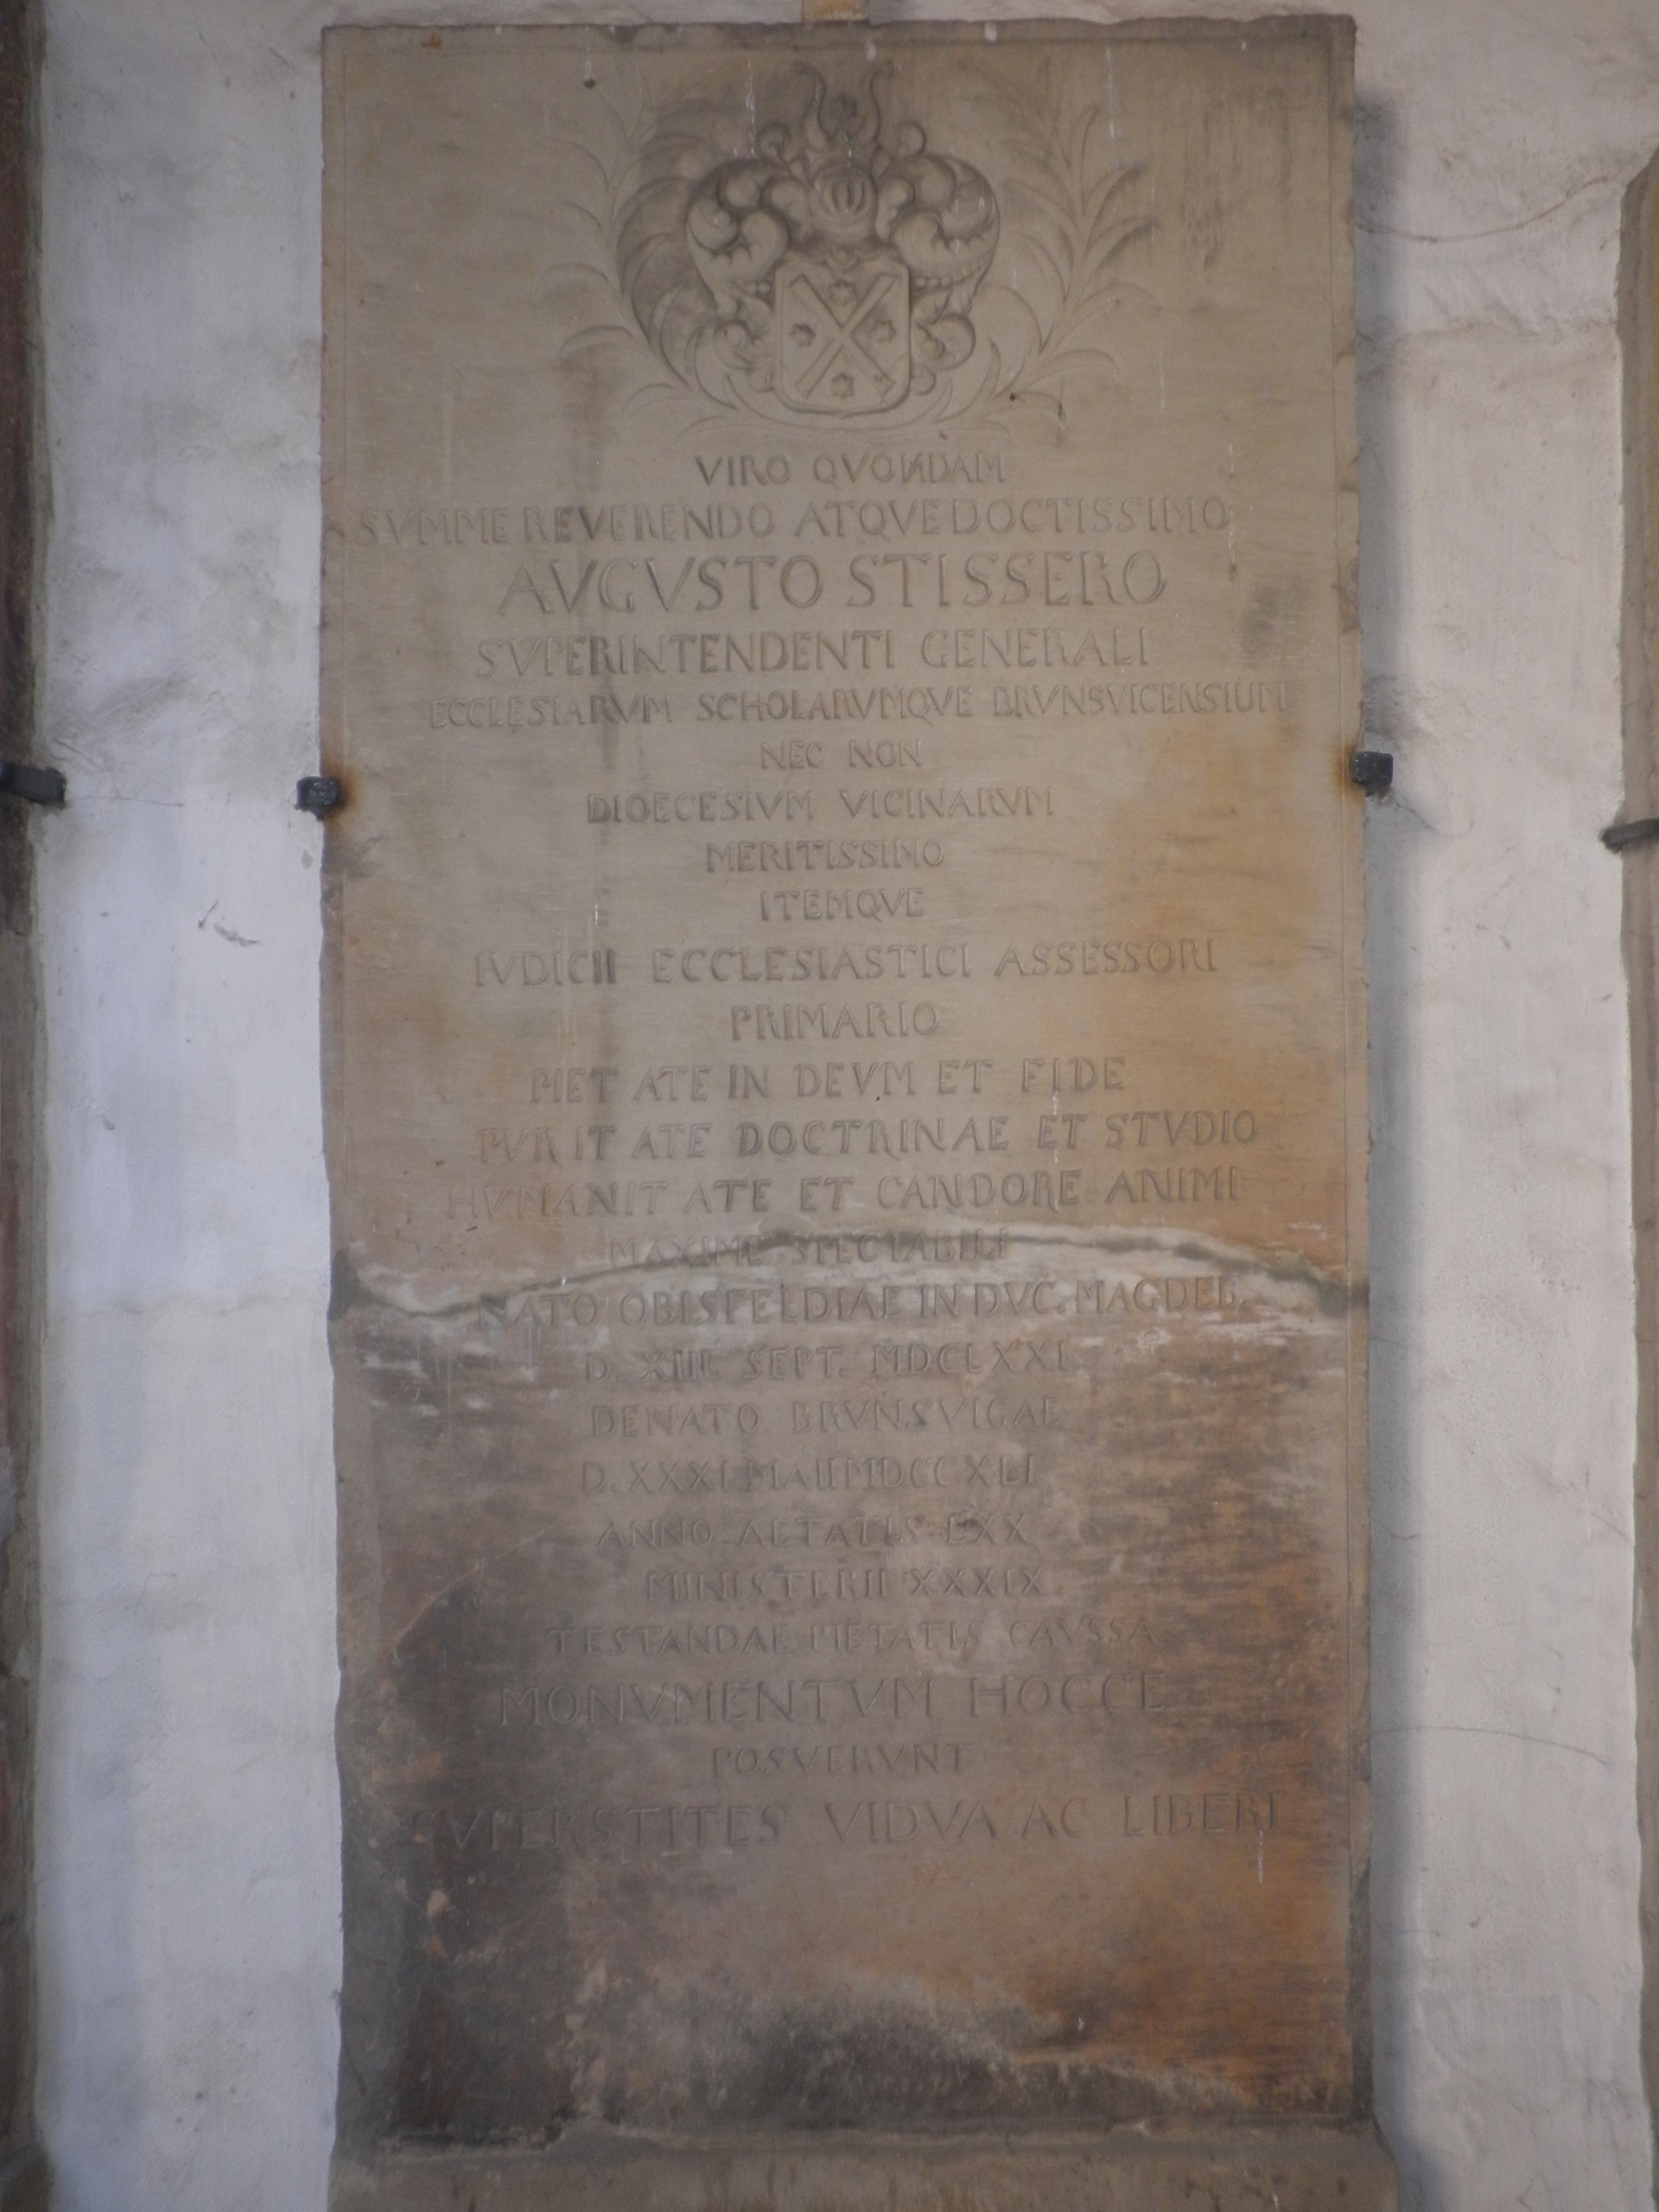 VIRO QVONDAM
SVMME REVERENDO ATQVE DOCTISSIMO
AVGVSTO STISSERO
SVPERINTENDENTI GENERALI
ECCLESIARVM SCHOLARVMQVE BRVNSVICENSIUM
NEC NON
DIOECESIVM VICINARVM
MERITISSIMO
ITEMQVE
IVDICII ECCLESIASTICI ASSESSORI
PRIMARIO
PIETATE IN DEVM ET FIDE
PVRITATE DOCTRINAE ET STVDIO
HVMANITATE ET CANDORE ANIMI
MAXIME SPECTABILI
NATO OBISFELDIAE IN DVC. MAGDEB.
D. XIII. SEPT. MDCLXXI
DENATO BRVNSVIGAE
D. XXXI MAII MDCCXLI
ANNO AETATIS LXX
MINISTERII XXXIX
TESTANDAE PIETATIS CAVSSA
MONVMENTVM HOCCE
POSVERVNT
SVPERSTITES VIDVA AC LIBERI